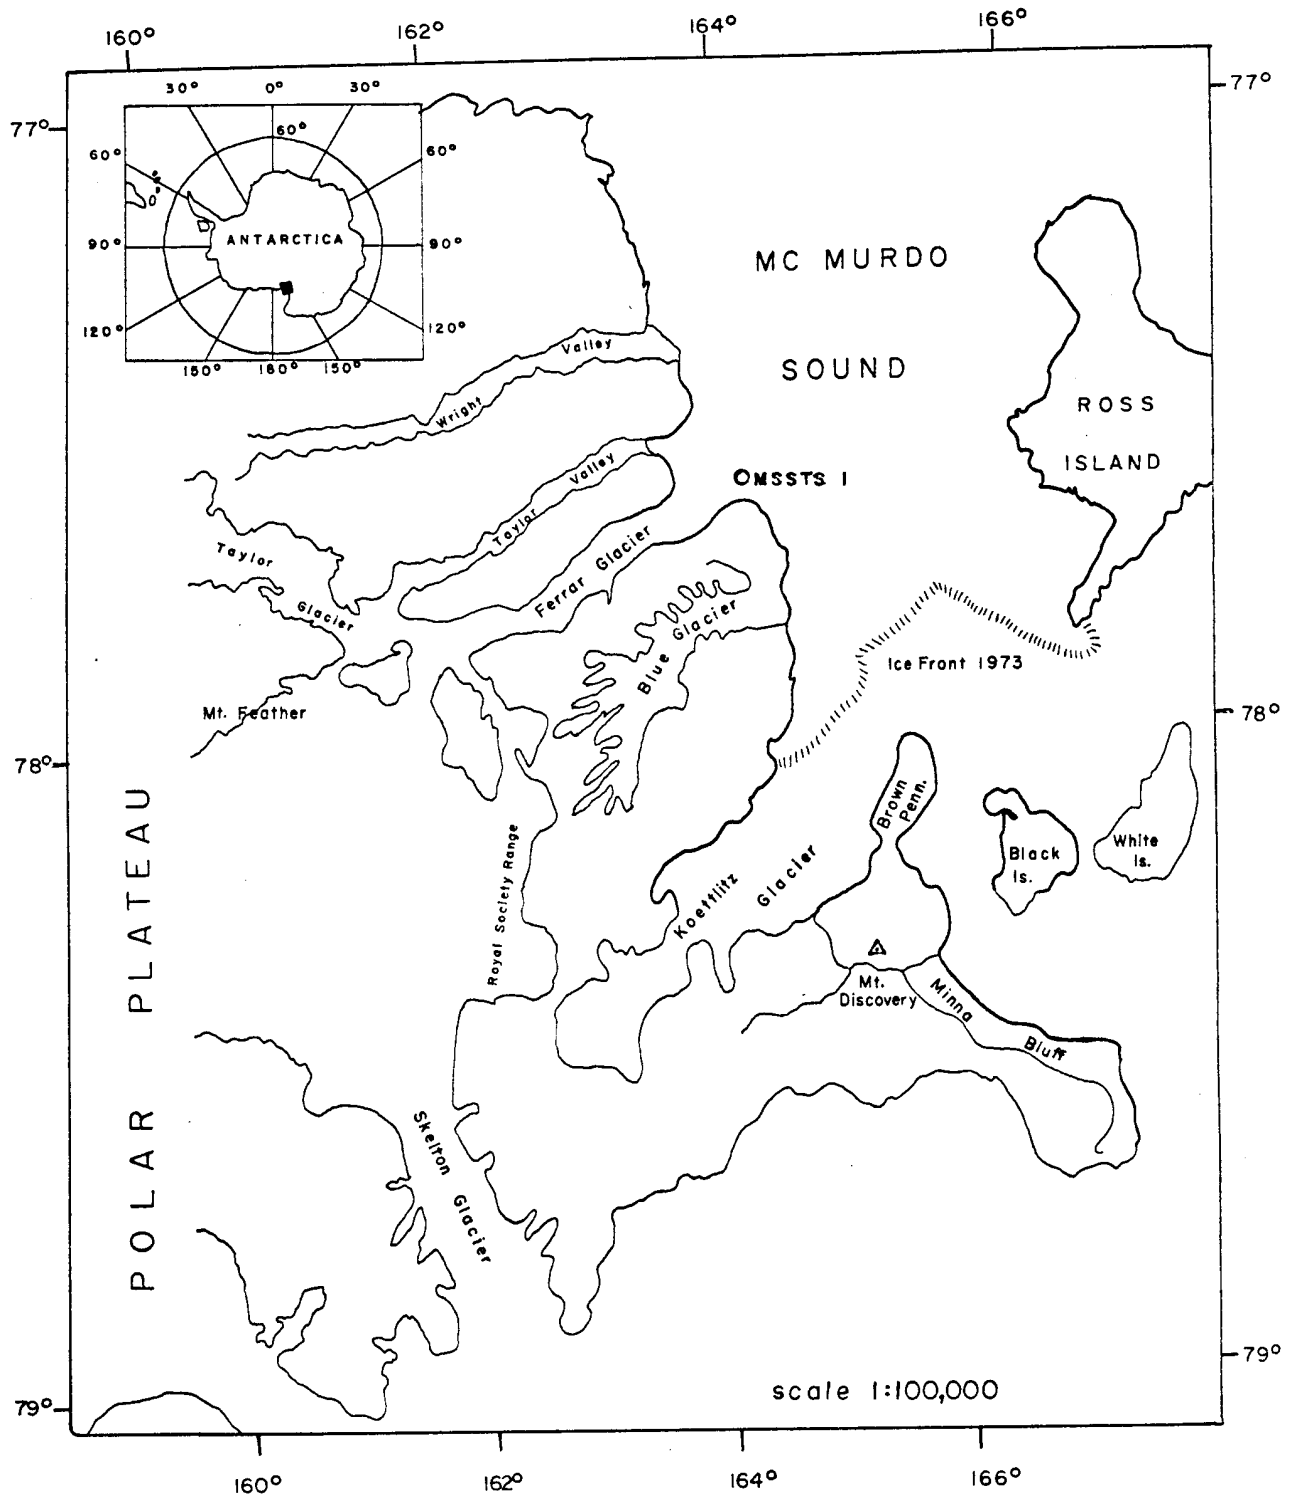 160° 162° 164° 166°
77° 77°
30° 0° 30°
60°
60° 60°
ANTARCTICA
90° 90°
120° 120°
150° 180° 150°
MC MURDO
SOUND
ROSS
ISLAND
Wright Valley
Taylor Valley
OMSSTS I
Taylor
Glacier
Ferrar Glacier
Blue Glacier
Ice Front 1973
Mt. Feather
78° 78°
Brown
Penn.
Black
Is.
White
Is.
Royal Society Range
Koettlitz Glacier
Mt.
Discovery
Minna Bluff
POLAR PLATEAU
Skelton Glacier
79° 79°
scale 1:100,000
160° 162° 164° 166°